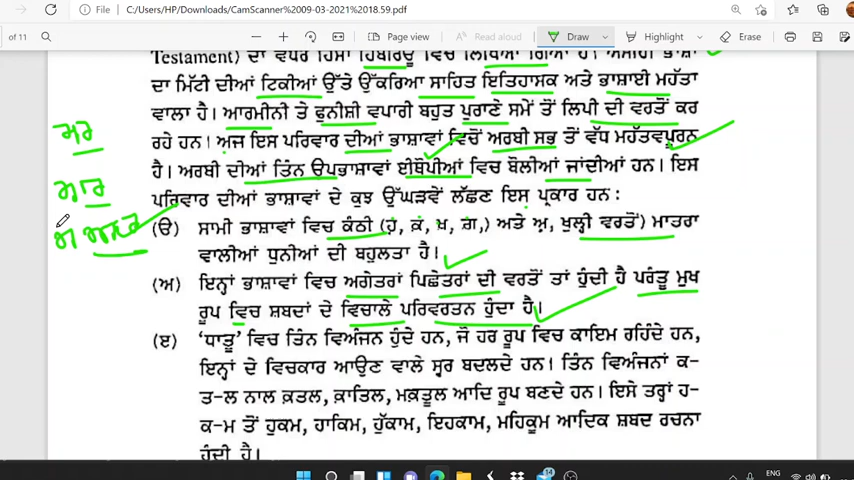 File
C:/Users/HP/Downloads/CamScanner%2009-03-2021%2018.59.pdf
of 11
Page view
Read aloud
Draw
Highlight
Erase
Testament) ਦਾ ਵਧੇਰੇ ਹਿੱਸਾ ਹਿਬਰਿਊ ਵਿਚ ਲਿਖਿਆ ਗਿਆ ਹੈ। ਅਸੀਰੀ ਭਾਸ਼ਾ
ਦਾ ਮਿੱਟੀ ਦੀਆਂ ਟਿਕੀਆਂ ਉੱਤੇ ਉੱਕਰਿਆ ਸਾਹਿਤ ਇਤਿਹਾਸਕ ਅਤੇ ਭਾਸ਼ਾਈ ਮਹੱਤਾ
ਵਾਲਾ ਹੈ। ਆਰਮੀਨੀ ਤੇ ਫੁਨੀਸ਼ੀ ਵਪਾਰੀ ਬਹੁਤ ਪੁਰਾਣੇ ਸਮੇਂ ਤੋਂ ਲਿਪੀ ਦੀ ਵਰਤੋਂ ਕਰ
ਰਹੇ ਹਨ। ਅਜ ਇਸ ਪਰਿਵਾਰ ਦੀਆਂ ਭਾਸ਼ਾਵਾਂ ਵਿਚੋਂ ਅਰਬੀ ਸਭ ਤੋਂ ਵੱਧ ਮਹੱਤਵਪੂਰਨ
ਹੈ। ਅਰਬੀ ਦੀਆਂ ਤਿੰਨ ਉਪਭਾਸ਼ਾਵਾਂ ਈਥੋਪੀਆਂ ਵਿਚ ਬੋਲੀਆਂ ਜਾਂਦੀਆਂ ਹਨ। ਇਸ
ਪਰਿਵਾਰ ਦੀਆਂ ਭਾਸ਼ਾਵਾਂ ਦੇ ਕੁਝ ਉੱਘੜਵੇਂ ਲੱਛਣ ਇਸ ਪ੍ਰਕਾਰ ਹਨ :
(ੳ) ਸਾਮੀ ਭਾਸ਼ਾਵਾਂ ਵਿਚ ਕੰਠੀ (ਹ਼, ਕ਼, ਖ਼, ਗ਼,) ਅਤੇ ਅ, ਖੁਲ੍ਹੀ ਵਰਤੋਂ) ਮਾਤਰਾ
ਵਾਲੀਆਂ ਧੁਨੀਆਂ ਦੀ ਬਹੁਲਤਾ ਹੈ।
(ਅ) ਇਨ੍ਹਾਂ ਭਾਸ਼ਾਵਾਂ ਵਿਚ ਅਗੇਤਰਾਂ ਪਿਛੇਤਰਾਂ ਦੀ ਵਰਤੋਂ ਤਾਂ ਹੁੰਦੀ ਹੈ ਪਰੰਤੂ ਮੁਖ
ਰੂਪ ਵਿਚ ਸ਼ਬਦਾਂ ਦੇ ਵਿਚਾਲੇ ਪਰਿਵਰਤਨ ਹੁੰਦਾ ਹੈ।
(ੲ) 'ਧਾਤੂ' ਵਿਚ ਤਿੰਨ ਵਿਅੰਜਨ ਹੁੰਦੇ ਹਨ, ਜੋ ਹਰ ਰੂਪ ਵਿਚ ਕਾਇਮ ਰਹਿੰਦੇ ਹਨ,
ਇਨ੍ਹਾਂ ਦੇ ਵਿਚਕਾਰ ਆਉਣ ਵਾਲੇ ਸ੍ਵਰ ਬਦਲਦੇ ਹਨ। ਤਿੰਨ ਵਿਅੰਜਨਾਂ ਕ-
ਤ-ਲ ਨਾਲ ਕ਼ਤਲ, ਕ਼ਾਤਿਲ, ਮਕ਼ਤੂਲ ਆਦਿ ਰੂਪ ਬਣਦੇ ਹਨ। ਇਸੇ ਤਰ੍ਹਾਂ ਹ-
ਕ-ਮ ਤੋਂ ਹੁਕਮ, ਹਾਕਿਮ, ਹੁੱਕਾਮ, ਇਹਕਾਮ, ਮਹਿਕੂਮ ਆਦਿਕ ਸ਼ਬਦ ਰਚਨਾ
ਹੁੰਦੀ ਹੈ।
14
ENG